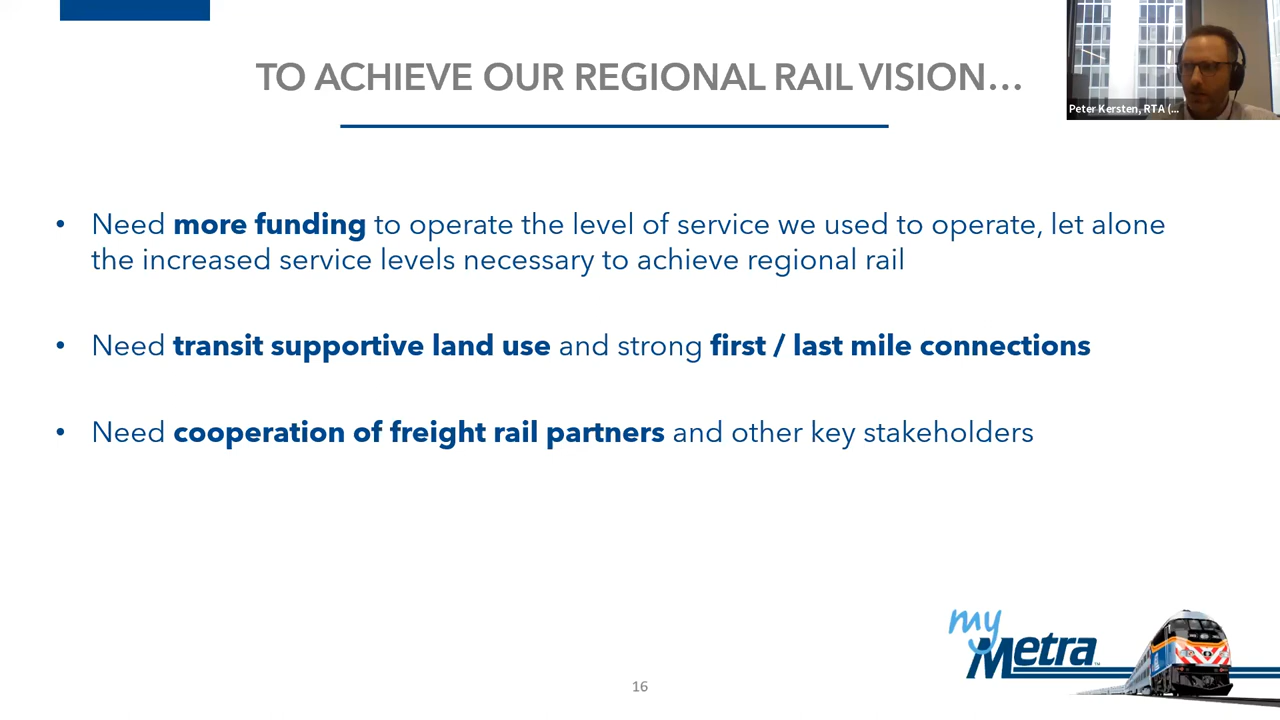 TO ACHIEVE OUR REGIONAL RAIL VISION...
Peter Kersten, RTA (...
• Need more funding to operate the level of service we used to operate, let alone
the increased service levels necessary to achieve regional rail
• Need transit supportive land use and strong first / last mile connections
• Need cooperation of freight rail partners and other key stakeholders
my
Metra™
16